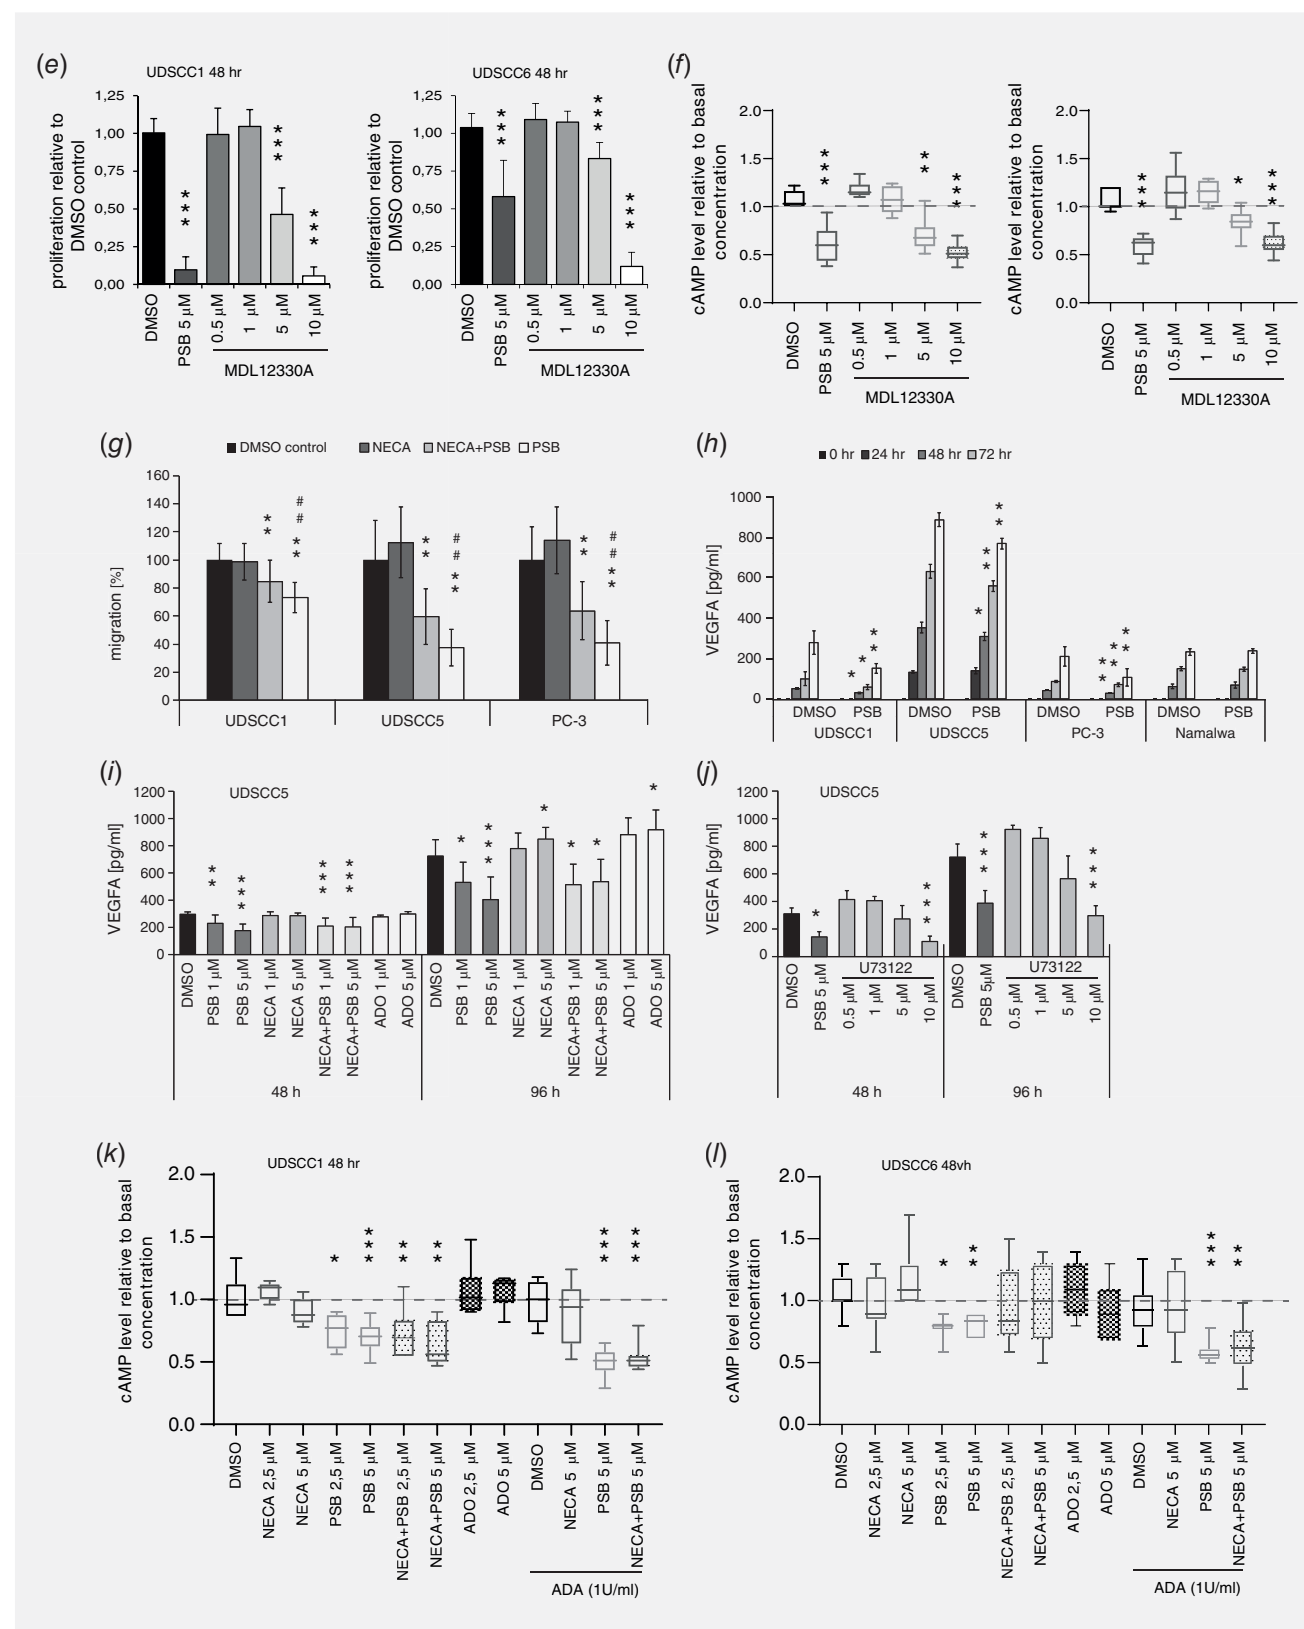 (e)
UDSCC1 48 hr
proliferation relative to
DMSO control
1,25
1,00
0,75
0,50
0,25
0,00
***
***
***
DMSO
PSB 5 μM
0.5 μM
1 μM
5 μM
10 μM
MDL12330A
UDSCC6 48 hr
proliferation relative to
DMSO control
1,25
1,00
0,75
0,50
0,25
0,00
***
***
***
DMSO
PSB 5 μM
0.5 μM
1 μM
5 μM
10 μM
MDL12330A
(f)
cAMP level relative to basal
concentration
2.0
1.5
1.0
0.5
0.0
***
**
***
DMSO
PSB 5 μM
0.5 μM
1 μM
5 μM
10 μM
MDL12330A
cAMP level relative to basal
concentration
2.0
1.5
1.0
0.5
0.0
***
*
***
DMSO
PSB 5 μM
0.5 μM
1 μM
5 μM
10 μM
MDL12330A
(g)
DMSO control NECA NECA+PSB PSB
migration [%]
160
140
120
100
80
60
40
20
0
**
##**
**
##**
**
##**
UDSCC1 UDSCC5 PC-3
(h)
0 hr 24 hr 48 hr 72 hr
VEGFA [pg/ml]
1000
800
600
400
200
0
*
*
**
*
**
**
**
**
**
DMSO PSB DMSO PSB DMSO PSB DMSO PSB
UDSCC1 UDSCC5 PC-3 Namalwa
(i)
UDSCC5
VEGFA [pg/ml]
1200
1000
800
600
400
200
0
**
***
***
***
*
***
*
*
*
*
DMSO
PSB 1 μM
PSB 5 μM
NECA 1 μM
NECA 5 μM
NECA+PSB 1 μM
NECA+PSB 5 μM
ADO 1 μM
ADO 5 μM
DMSO
PSB 1 μM
PSB 5 μM
NECA 1 μM
NECA 5 μM
NECA+PSB 1 μM
NECA+PSB 5 μM
ADO 1 μM
ADO 5 μM
48 h 96 h
(j)
UDSCC5
VEGFA [pg/ml]
1200
1000
800
600
400
200
0
*
***
***
***
DMSO
PSB 5 μM
U73122
0.5 μM
1 μM
5 μM
10 μM
DMSO
PSB 5μM
U73122
0.5 μM
1 μM
5 μM
10 μM
48 h 96 h
(k)
UDSCC1 48 hr
cAMP level relative to basal
concentration
2.0
1.5
1.0
0.5
0.0
*
***
**
**
***
***
DMSO
NECA 2,5 μM
NECA 5 μM
PSB 2,5 μM
PSB 5 μM
NECA+PSB 2,5 μM
NECA+PSB 5 μM
ADO 2,5 μM
ADO 5 μM
DMSO
NECA 5 μM
PSB 5 μM
NECA+PSB 5 μM
ADA (1U/ml)
(l)
UDSCC6 48vh
cAMP level relative to basal
concentration
2.0
1.5
1.0
0.5
0.0
*
**
***
**
DMSO
NECA 2,5 μM
NECA 5 μM
PSB 2,5 μM
PSB 5 μM
NECA+PSB 2,5 μM
NECA+PSB 5 μM
ADO 2,5 μM
ADO 5 μM
DMSO
NECA 5 μM
PSB 5 μM
NECA+PSB 5 μM
ADA (1U/ml)